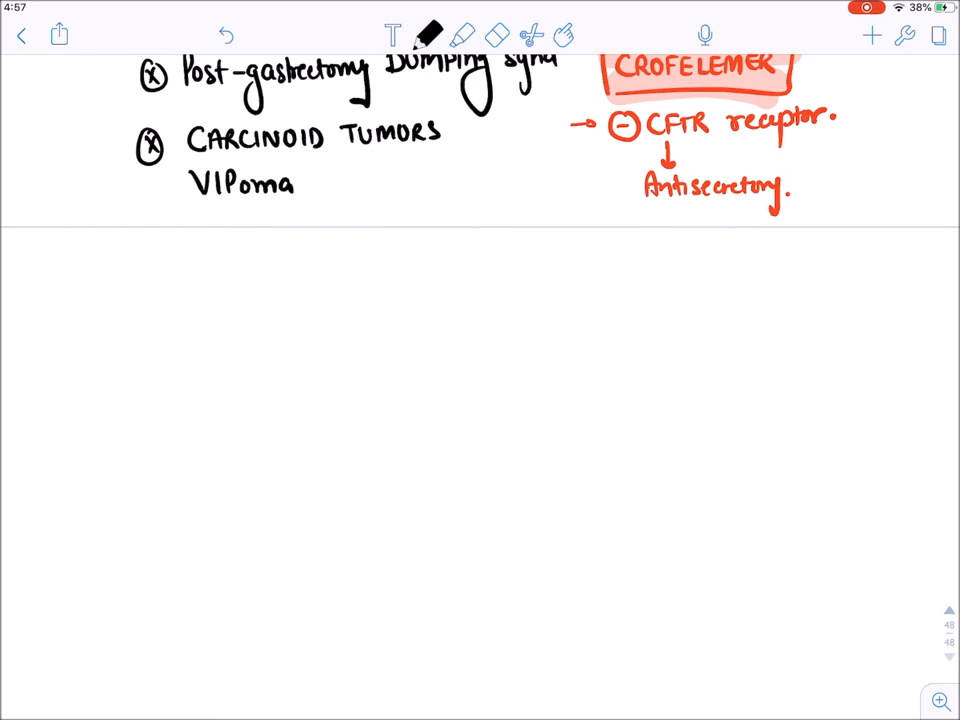 4:57
38%
T
Post-gastrectomy DUMPING synd
CARCINOID TUMORS
VIPoma
CROFELEMER
→ ⊖ CFTR receptor.
↓
Antisecretory.
48
48